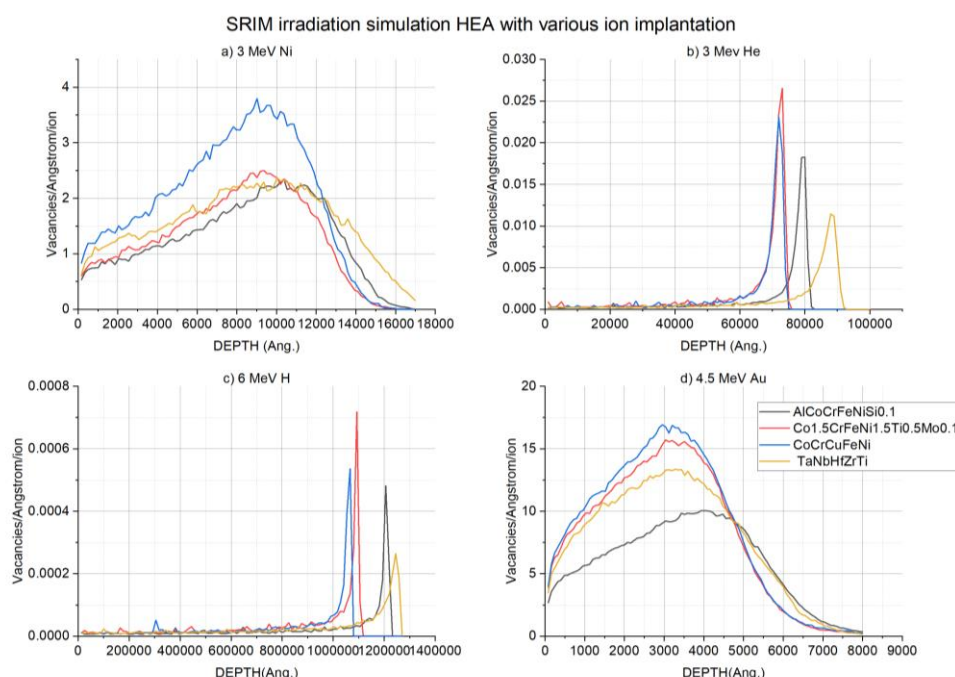 SRIM irradiation simulation HEA with various ion implantation
a) 3 MeV Ni
Vacancies/Angstrom/ion
4
3
2
1
0
0 2000 4000 6000 8000 10000 12000 14000 16000 18000
DEPTH (Ang.)
b) 3 Mev He
Vacancies/Angstrom/ion
0.030
0.025
0.020
0.015
0.010
0.005
0.000
0 20000 40000 60000 80000 100000
DEPTH (Ang.)
c) 6 MeV H
Vacancies/Angstrom/ion
0.0008
0.0006
0.0004
0.0002
0.0000
0 200000 400000 600000 800000 1000000 1200000 1400000
DEPTH(Ang.)
d) 4.5 MeV Au
Vacancies/Angstrom/ion
20
15
10
5
0
0 1000 2000 3000 4000 5000 6000 7000 8000 9000
DEPTH(Ang.)
AlCoCrFeNiSi0.1
Co1.5CrFeNi1.5Ti0.5Mo0.1
CoCrCuFeNi
TaNbHfZrTi